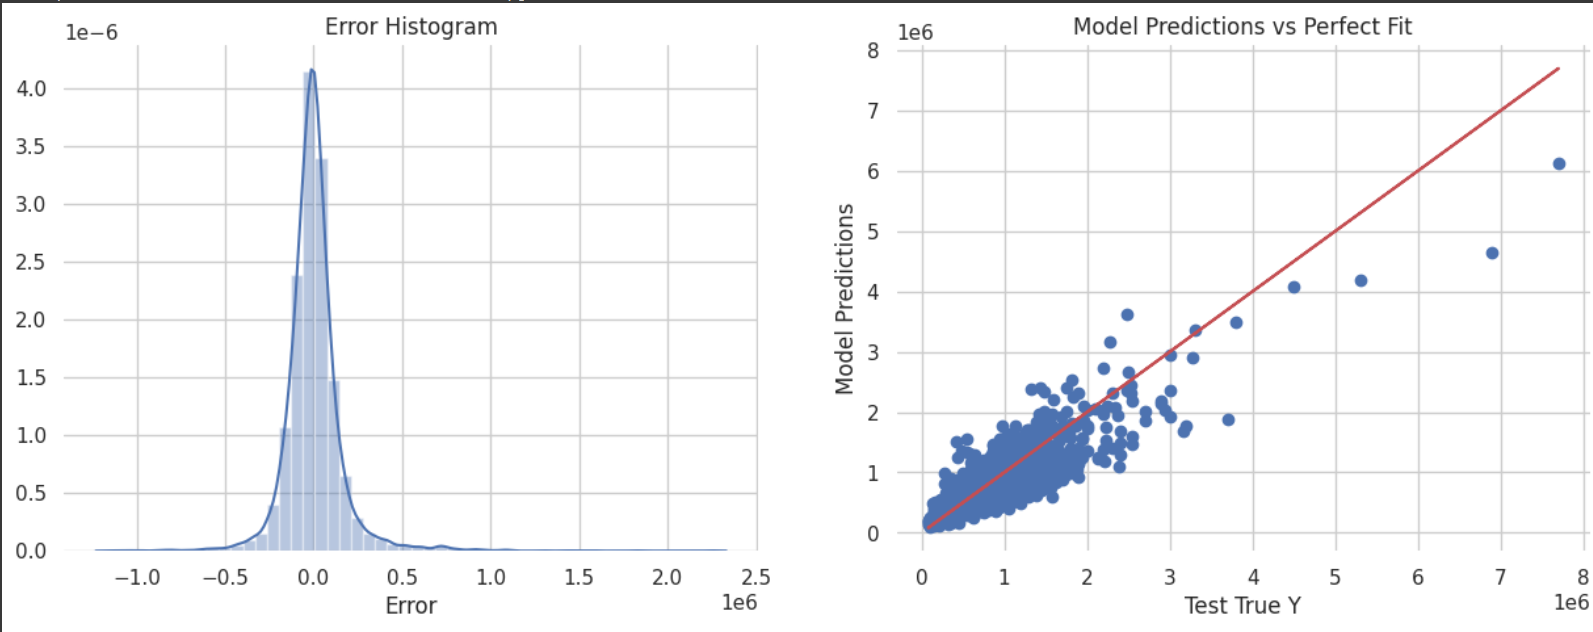 Error Histogram
1e−6
4.0
3.5
3.0
2.5
2.0
1.5
1.0
0.5
0.0
−1.0 −0.5 0.0 0.5 1.0 1.5 2.0 2.5
1e6
Error
Model Predictions vs Perfect Fit
1e6
8
7
6
5
4
3
2
1
0
Model Predictions
0 1 2 3 4 5 6 7 8
1e6
Test True Y